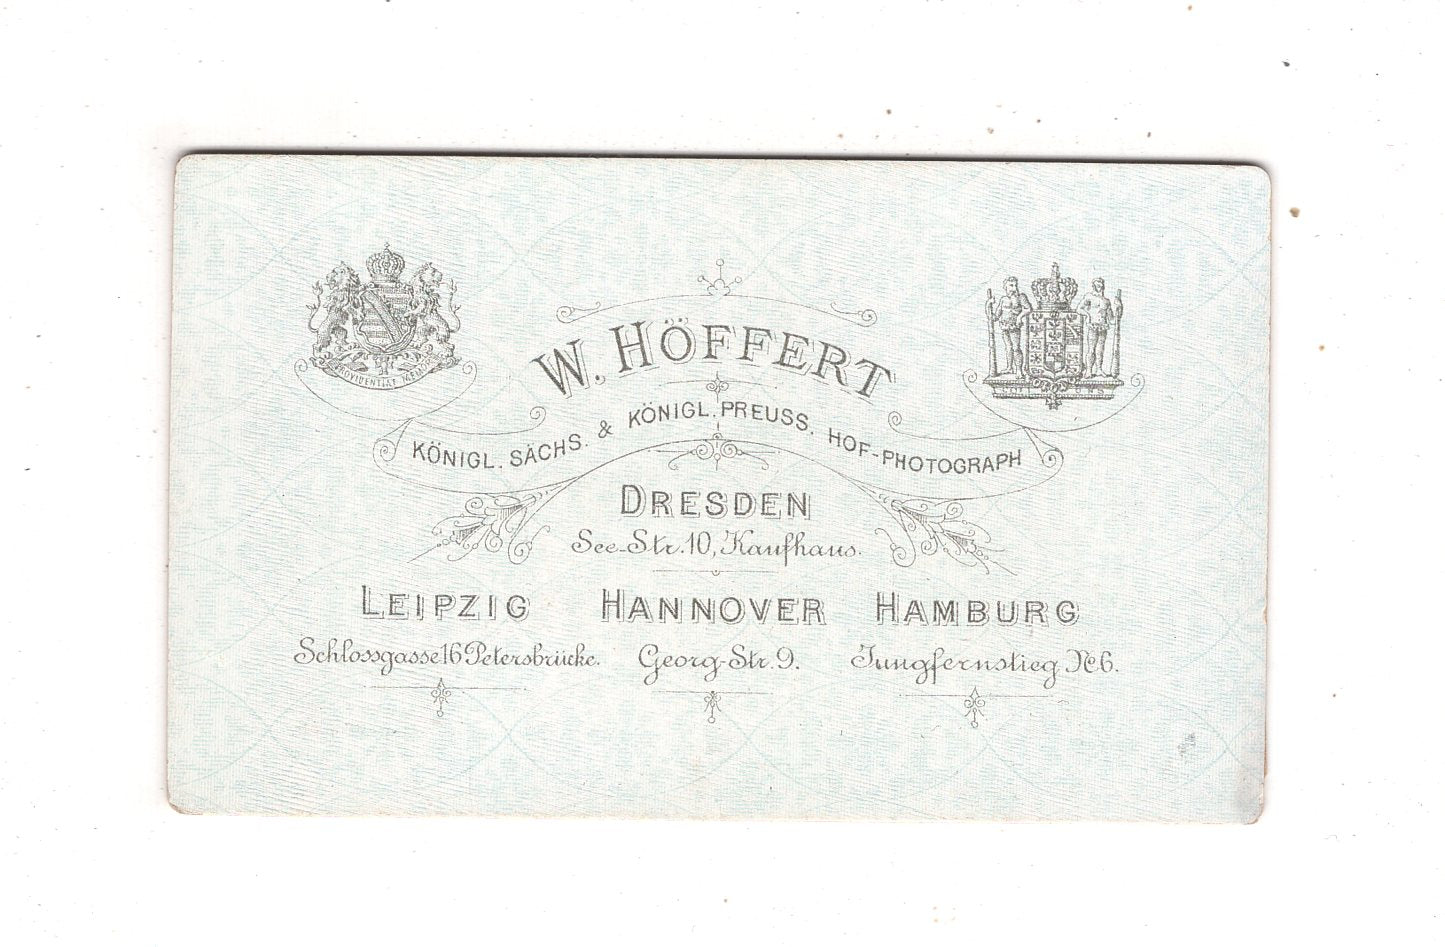 PROVIDENTIAE MEMOR
W. HÖFFERT
KÖNIGL. SÄCHS. & KÖNIGL. PREUSS. HOF-PHOTOGRAPH
DRESDEN
See-Str. 10, Kaufhaus.
LEIPZIG HANNOVER HAMBURG
Schlossgasse 16 Petersbrücke. Georg-Str. 9. Jungfernstieg No 6.